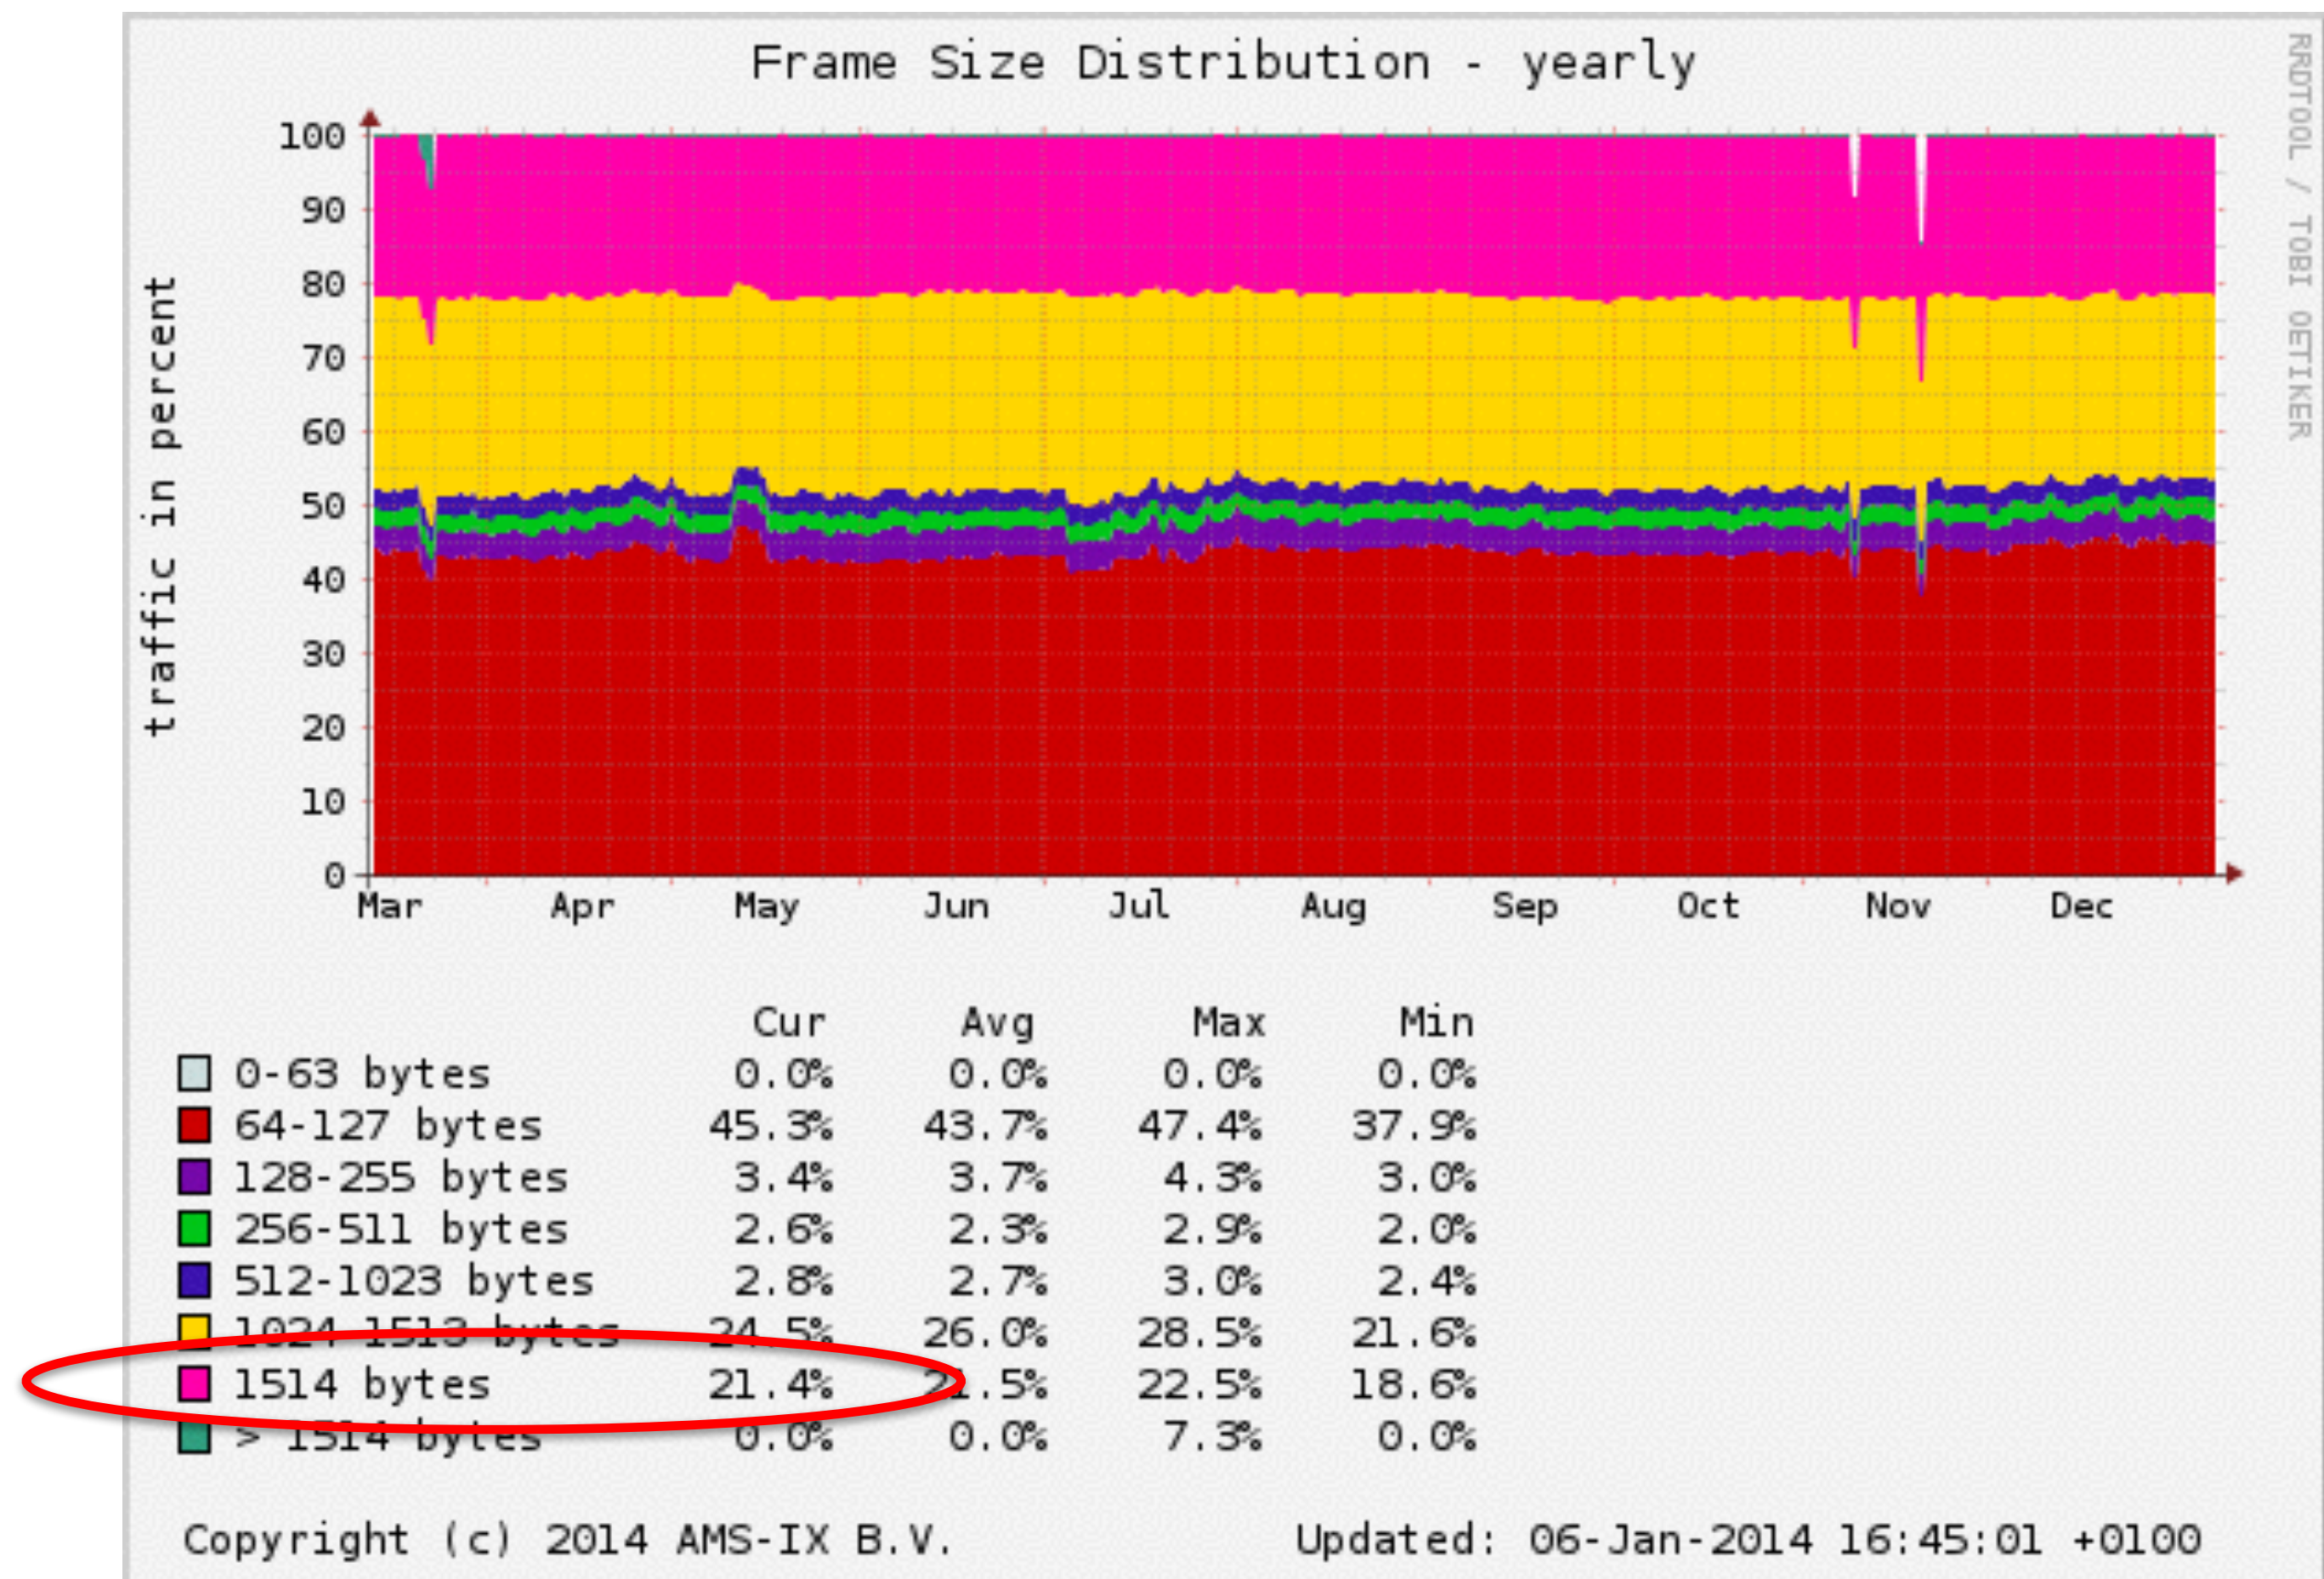 Frame Size Distribution - yearly
RRDTOOL / TOBI OETIKER
traffic in percent
100
90
80
70
60
50
40
30
20
10
0
Mar Apr May Jun Jul Aug Sep Oct Nov Dec
Cur Avg Max Min
0-63 bytes 0.0% 0.0% 0.0% 0.0%
64-127 bytes 45.3% 43.7% 47.4% 37.9%
128-255 bytes 3.4% 3.7% 4.3% 3.0%
256-511 bytes 2.6% 2.3% 2.9% 2.0%
512-1023 bytes 2.8% 2.7% 3.0% 2.4%
1024-1513 bytes 24.5% 26.0% 28.5% 21.6%
1514 bytes 21.4% 21.5% 22.5% 18.6%
> 1514 bytes 0.0% 0.0% 7.3% 0.0%
Copyright (c) 2014 AMS-IX B.V. Updated: 06-Jan-2014 16:45:01 +0100